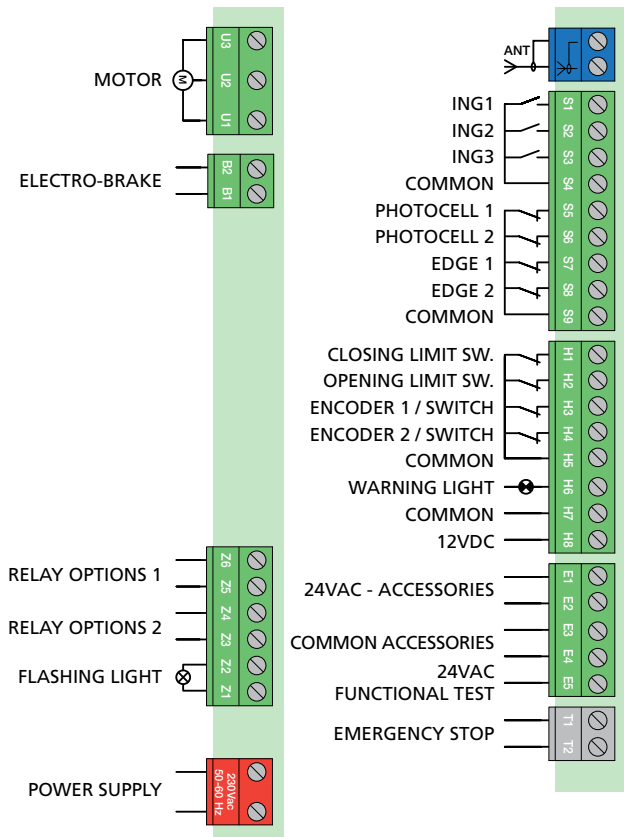 MOTOR
M
U3
U2
U1
ELECTRO-BRAKE
B2
B1
RELAY OPTIONS 1
RELAY OPTIONS 2
FLASHING LIGHT
Z6
Z5
Z4
Z3
Z2
Z1
POWER SUPPLY
230Vac
50-60 Hz
ANT
ING1
ING2
ING3
COMMON
PHOTOCELL 1
PHOTOCELL 2
EDGE 1
EDGE 2
COMMON
S1
S2
S3
S4
S5
S6
S7
S8
S9
CLOSING LIMIT SW.
OPENING LIMIT SW.
ENCODER 1 / SWITCH
ENCODER 2 / SWITCH
COMMON
WARNING LIGHT
COMMON
12VDC
H1
H2
H3
H4
H5
H6
H7
H8
24VAC - ACCESSORIES
COMMON ACCESSORIES
24VAC
FUNCTIONAL TEST
E1
E2
E3
E4
E5
EMERGENCY STOP
T1
T2